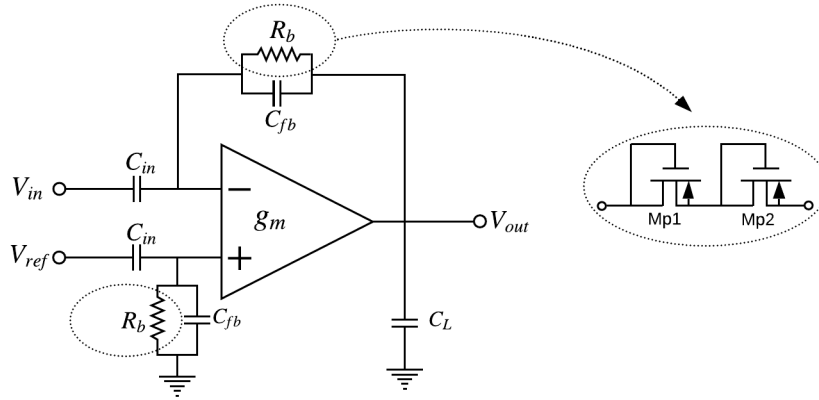 R_b
C_fb
C_in
V_in
−
g_m
V_out
Mp1
Mp2
C_in
V_ref
+
R_b
C_fb
C_L